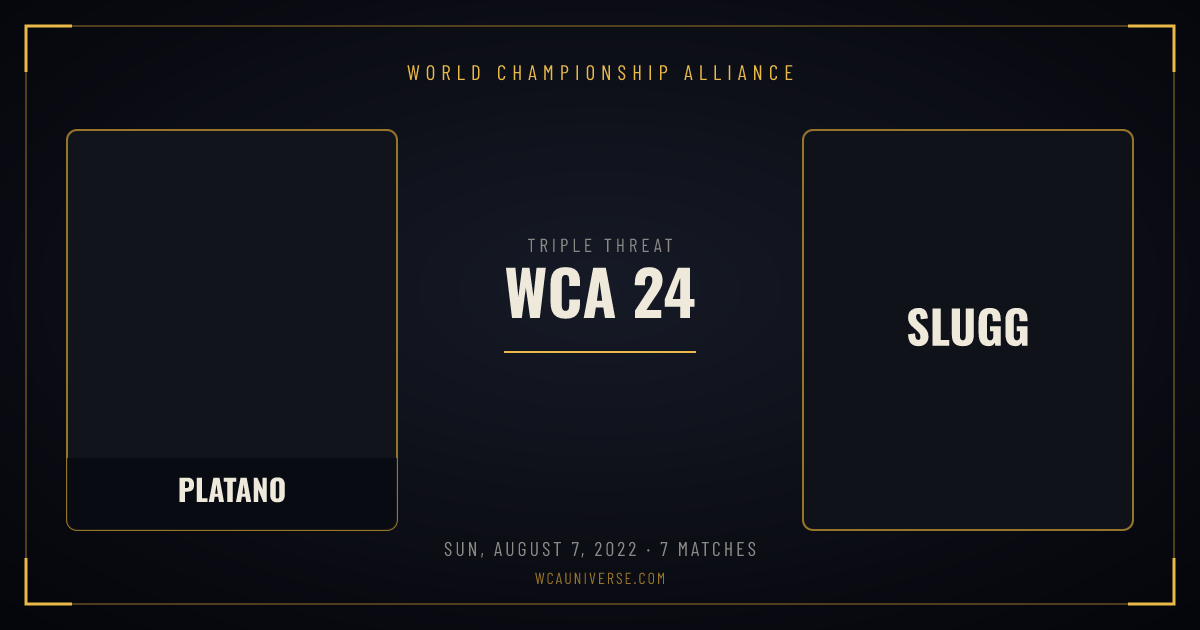 WORLD CHAMPIONSHIP ALLIANCE
TRIPLE THREAT
WCA 24
SLUGG
PLATANO
SUN, AUGUST 7, 2022 · 7 MATCHES
WCAUNIVERSE.COM